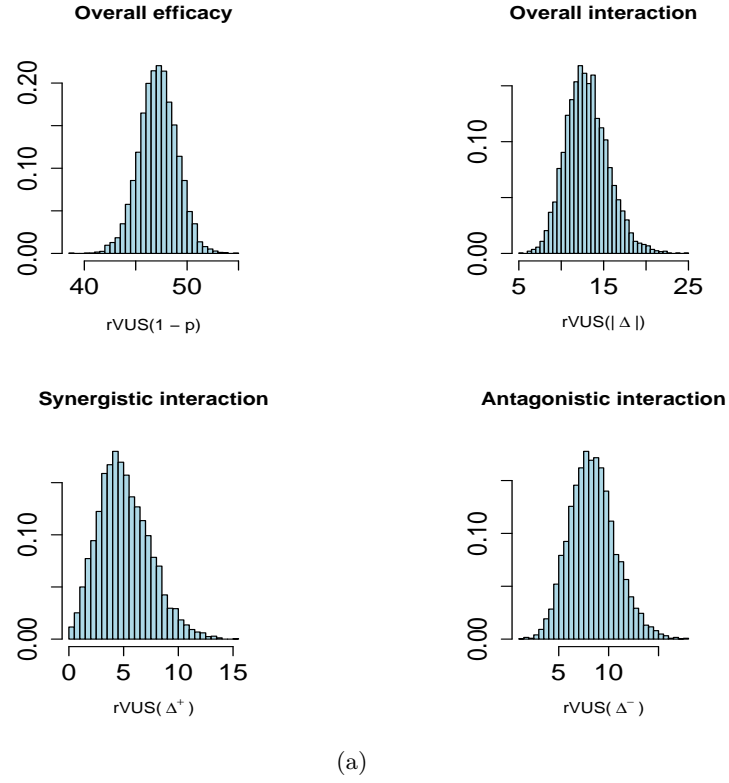 Overall efficacy
0.00 0.10 0.20
40 50
rVUS(1 − p)
Overall interaction
0.00 0.10
5 15 25
rVUS(| Δ |)
Synergistic interaction
0.00 0.10
0 5 10 15
rVUS( Δ⁺ )
Antagonistic interaction
0.00 0.10
5 10
rVUS( Δ⁻ )
(a)